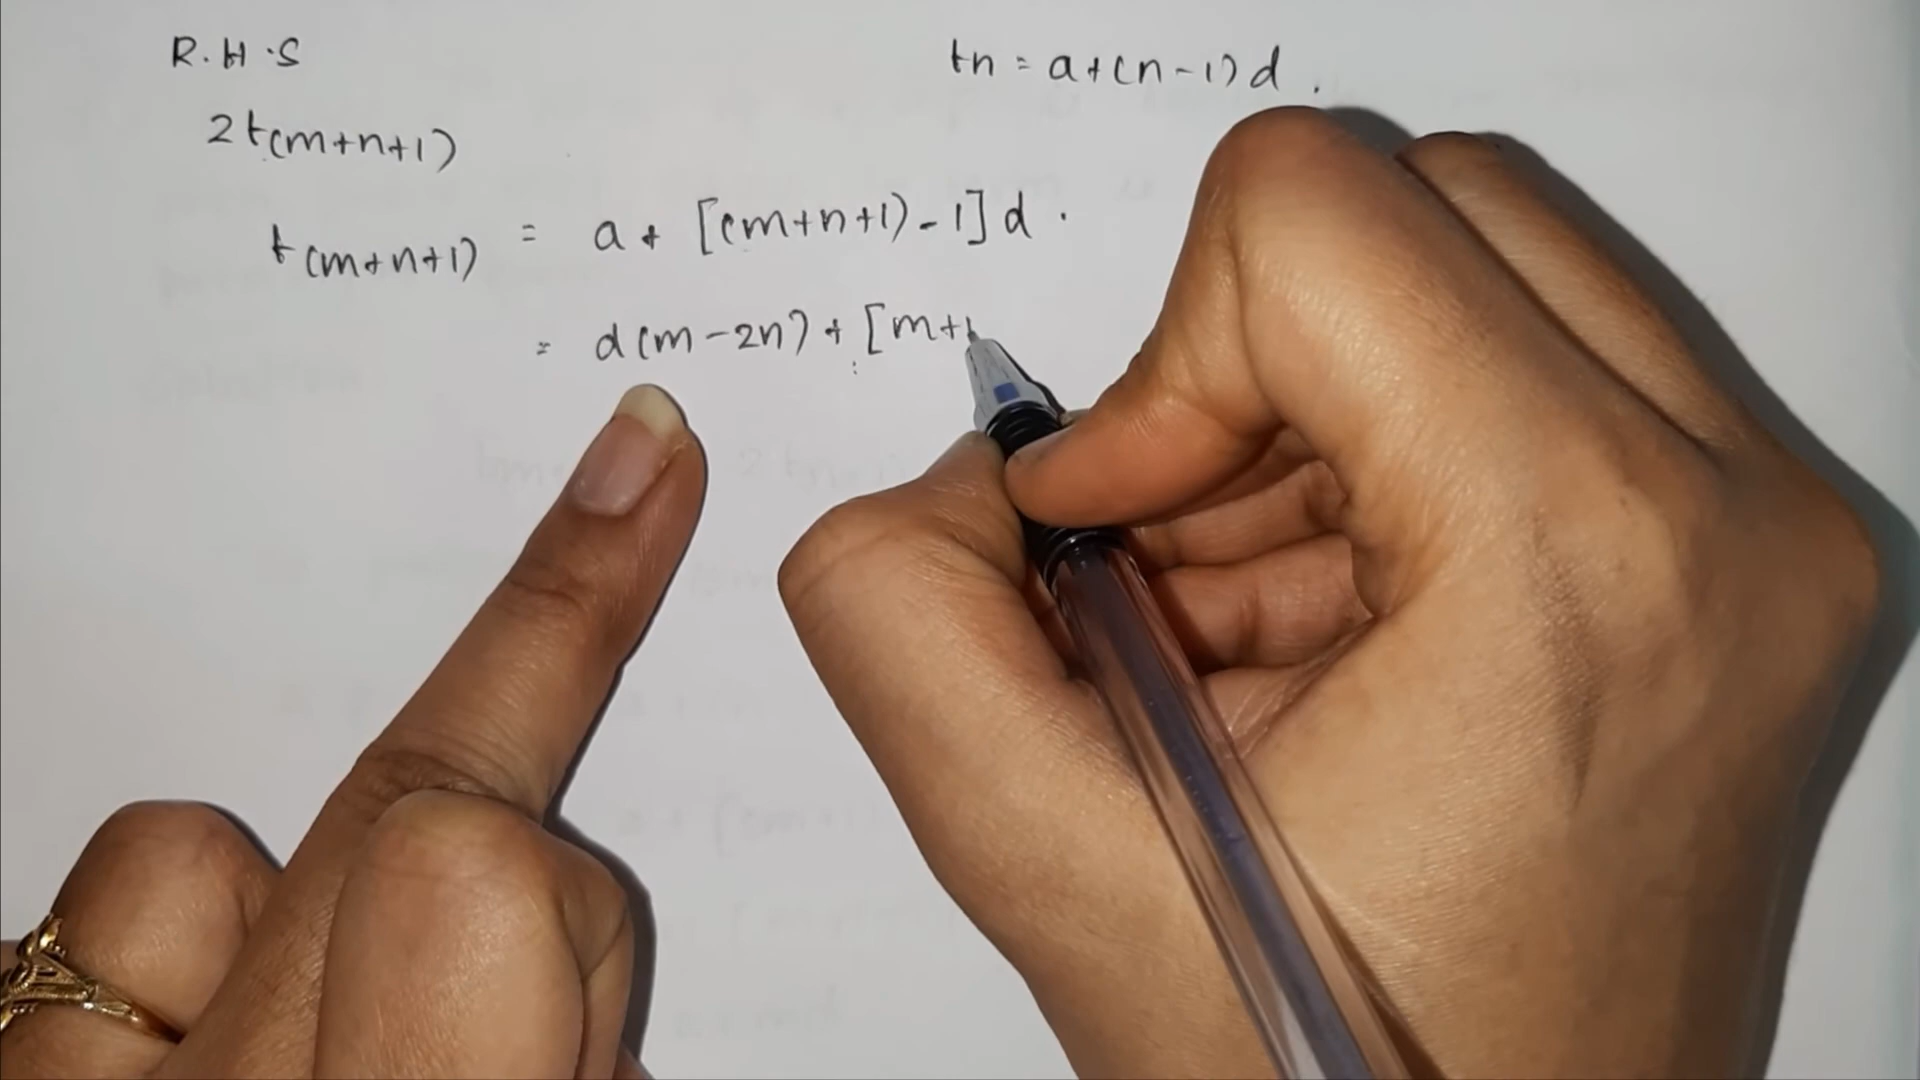 R.H.S
tn = a+(n-1)d.
2t(m+n+1)
t(m+n+1) = a + [(m+n+1)-1]d.
= d(m-2n) + [m+